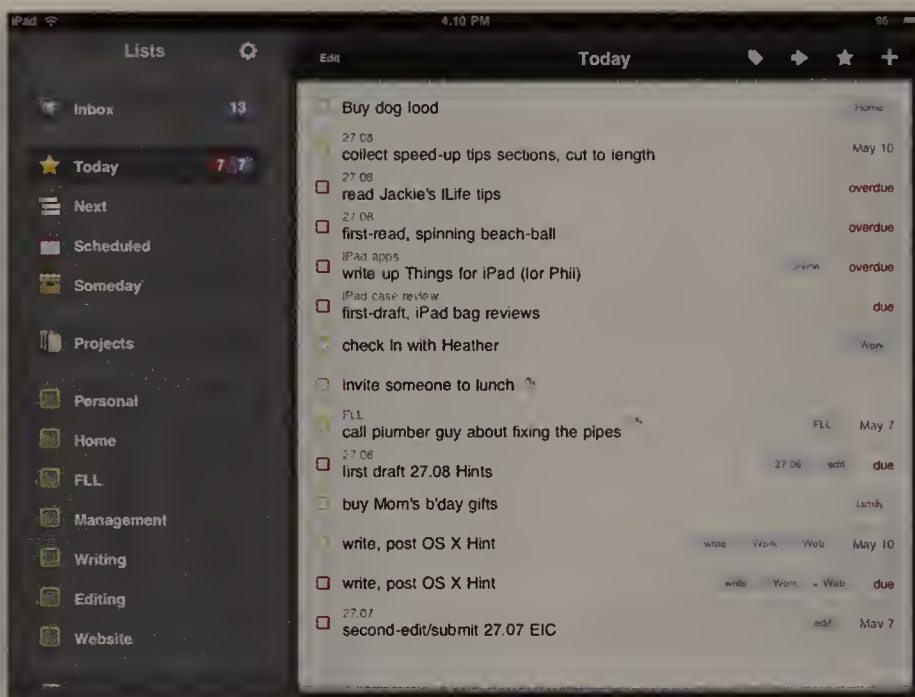 iPad 4.10 PM 96
Lists
Inbox 13
Today 7 7
Next
Scheduled
Someday
Projects
Personal
Home
FLL
Management
Writing
Editing
Website
Edit Today
Buy dog lood Home
27 08
collect speed-up tips sections, cut to length May 10
27 08
read Jackie's iLife tips overdue
27 08
first-read, spinning beach-ball overdue
iPad apps
write up Things for iPad (lor Phil) overdue
iPad case review
first-draft, iPad bag reviews due
check In with Heather Work
Invite someone to lunch
FLL
call plumber guy about fixing the pipes FLL May 7
27 08
lirst draft 27.08 Hints 27.08 edit due
buy Mom's b'day gifts family
write, post OS X Hint write Work Web May 10
write, post OS X Hint write Work Web due
27.07
second-edit/submit 27.07 EIC edit May 7